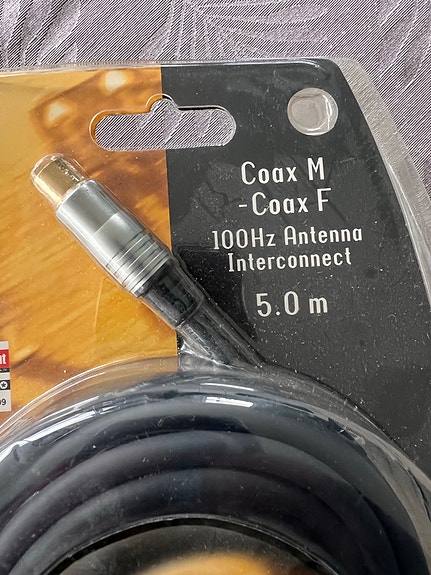 Coax M
-Coax F
100Hz Antenna
Interconnect
5.0 m